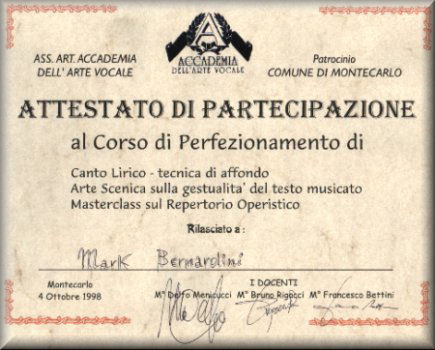 ASS. ART. ACCADEMIA
DELL' ARTE VOCALE
A
ACCADEMIA
DELL'ARTE VOCALE
Patrocinio
COMUNE DI MONTECARLO
ATTESTATO DI PARTECIPAZIONE
al Corso di Perfezionamento di
Canto Lirico - tecnica di affondo
Arte Scenica sulla gestualita' del testo musicato
Masterclass sul Repertorio Operistico
Rilasciato a :
Mark Bernardini
Montecarlo
4 Ottobre 1998
I DOCENTI
M° Delfo Menicucci M° Bruno Rigacci M° Francesco Bettini